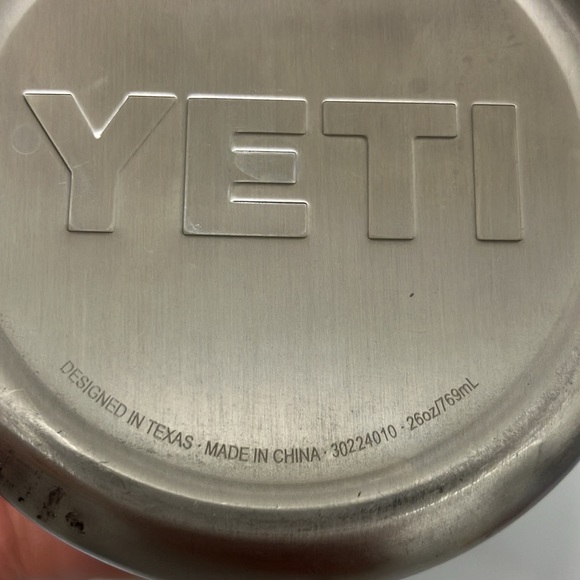 YETI
DESIGNED IN TEXAS · MADE IN CHINA · 30224010 · 26oz/769mL